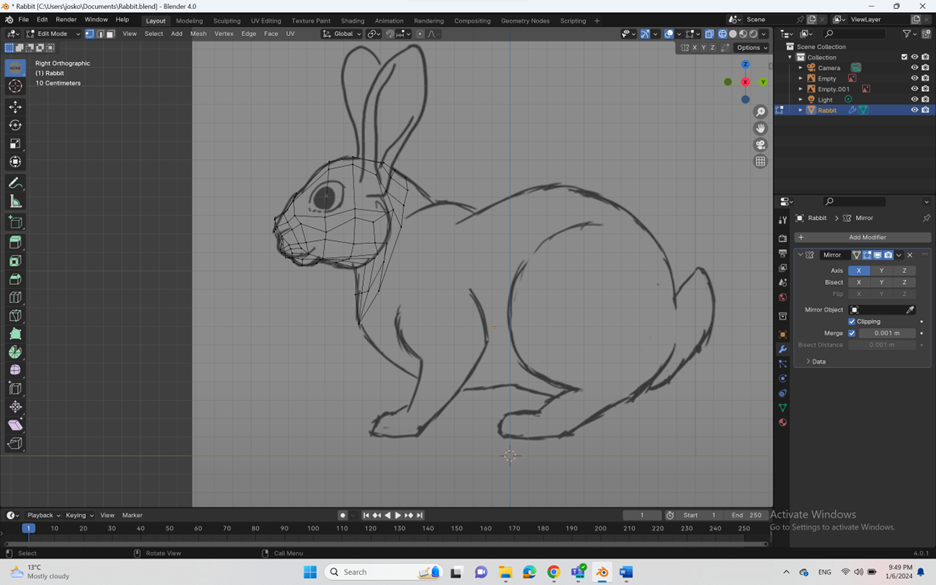 * Rabbit [C:\Users\josko\Documents\Rabbit.blend] - Blender 4.0
File Edit Render Window Help Layout Modeling Sculpting UV Editing Texture Paint Shading Animation Rendering Compositing Geometry Nodes Scripting + Scene ViewLayer
Edit Mode View Select Add Mesh Vertex Edge Face UV Global
X Y Z Options
Right Orthographic
(1) Rabbit
10 Centimeters
Z
X Y
Scene Collection
Collection
Camera
Empty
Empty.001
Light
Rabbit
Rabbit > Mirror
+ Add Modifier
Mirror
Axis X Y Z
Bisect X Y Z
Flip X Y Z
Mirror Object
Clipping
Merge 0.001 m
Bisect Distance 0.001 m
> Data
Playback Keying View Marker 1 Start 1 End 250
1 10 20 30 40 50 60 70 80 90 100 110 120 130 140 150 160 170 180 190 200 210 220 230 240 250
Activate Windows
Go to Settings to activate Windows.
Select Rotate View Call Menu 4.0.1
13°C
Mostly cloudy
Search
ENG
9:49 PM
1/6/2024